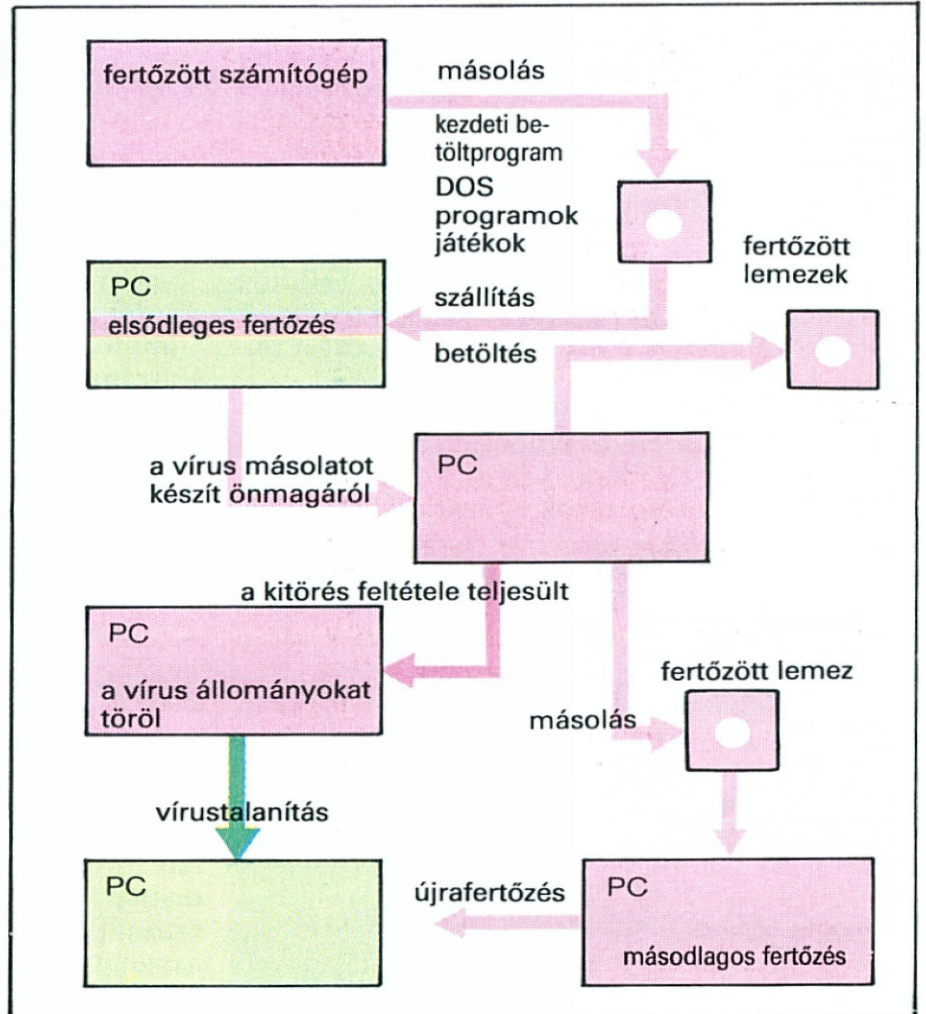 fertőzött számítógép
másolás
kezdeti be-
töltprogram
DOS
programok
játékok
fertőzött
lemezek
PC
elsődleges fertőzés
szállítás
betöltés
a vírus másolatot
készít önmagáról
PC
a kitörés feltétele teljesült
PC
a vírus állományokat
töröl
fertőzött lemez
másolás
vírustalanítás
PC
újrafertőzés
PC
másodlagos fertőzés